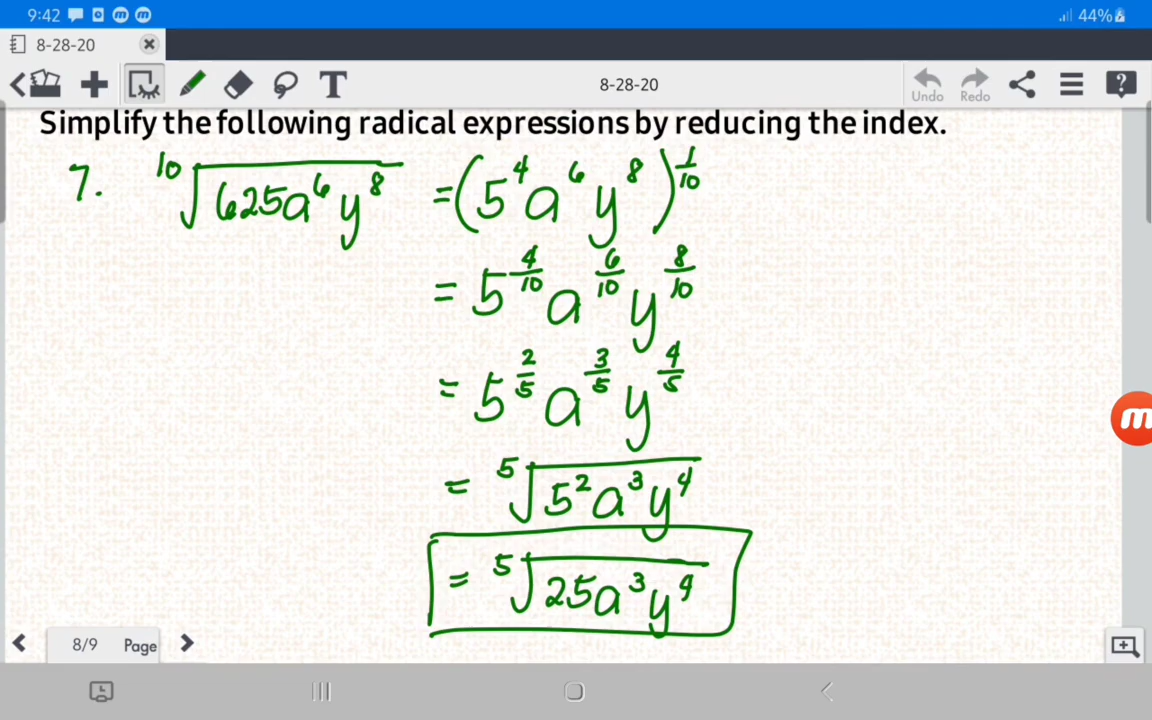 9:42 44%
8-28-20
8-28-20 Undo Redo
Simplify the following radical expressions by reducing the index.
7. ¹⁰√(625a⁶y⁸) = (5⁴a⁶y⁸)^(1/10)
= 5^(4/10) a^(6/10) y^(8/10)
= 5^(2/5) a^(3/5) y^(4/5)
= ⁵√(5²a³y⁴)
= ⁵√(25a³y⁴)
8/9 Page